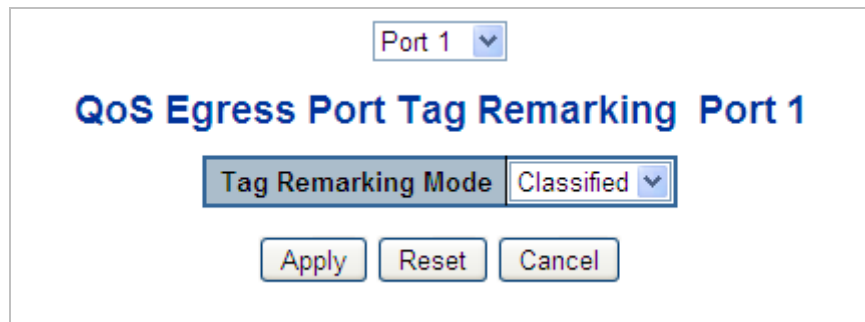 Port 1
QoS Egress Port Tag Remarking Port 1
Tag Remarking Mode Classified
Apply Reset Cancel